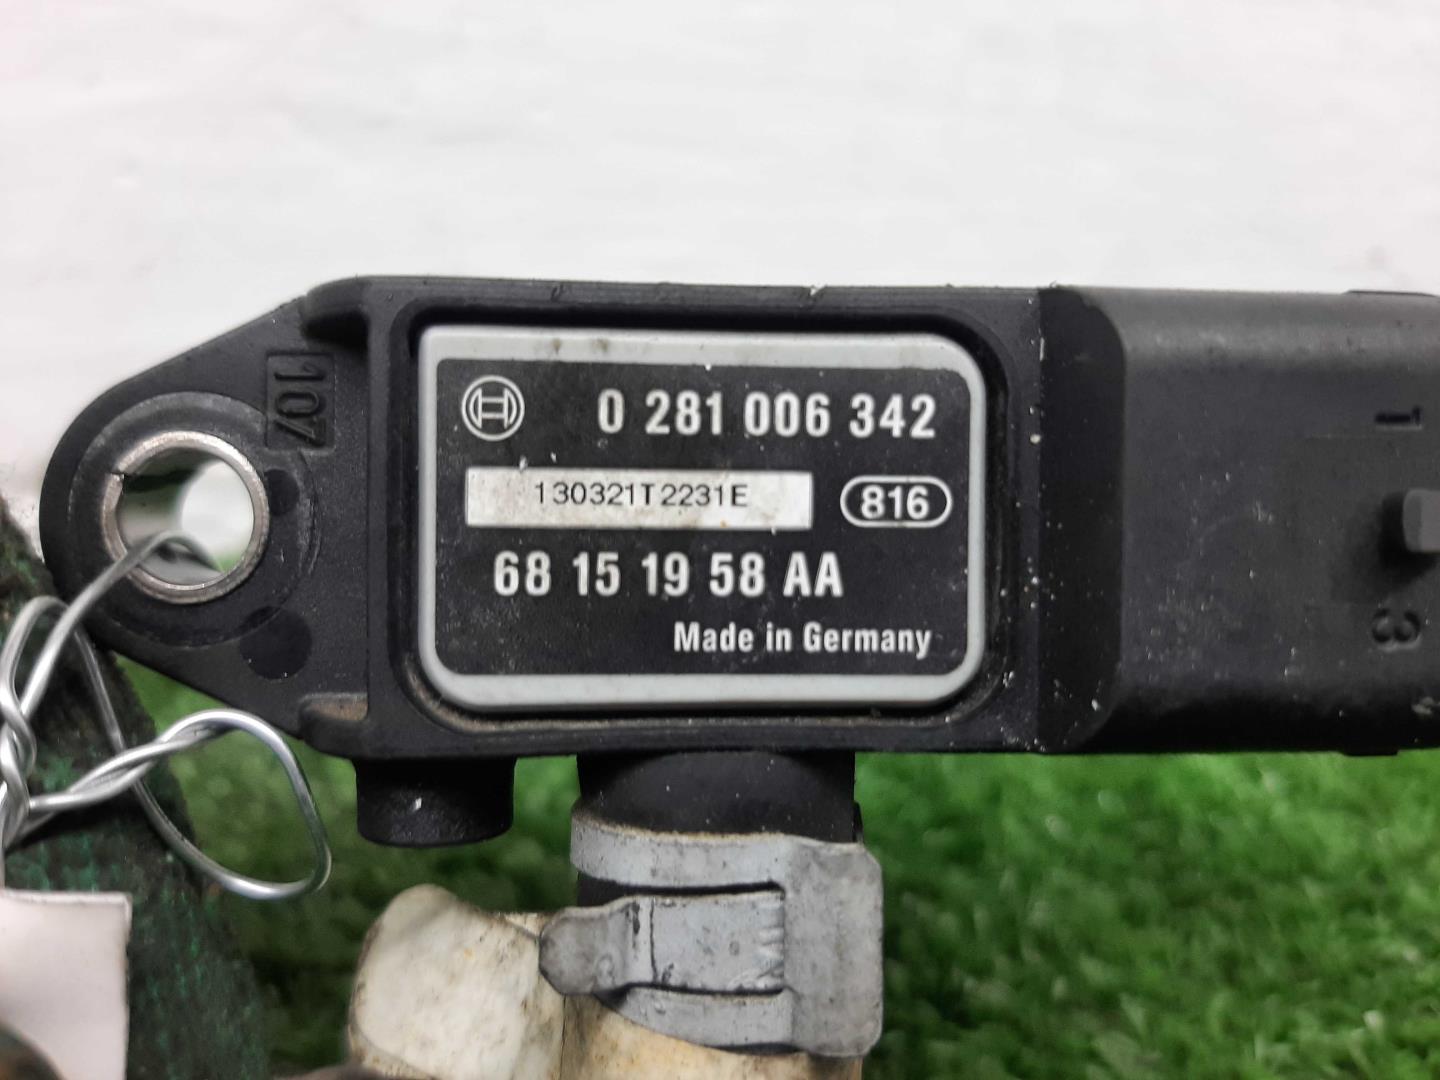 107
0 281 006 342
130321T2231E
816
68 15 19 58 AA
Made in Germany
1
3